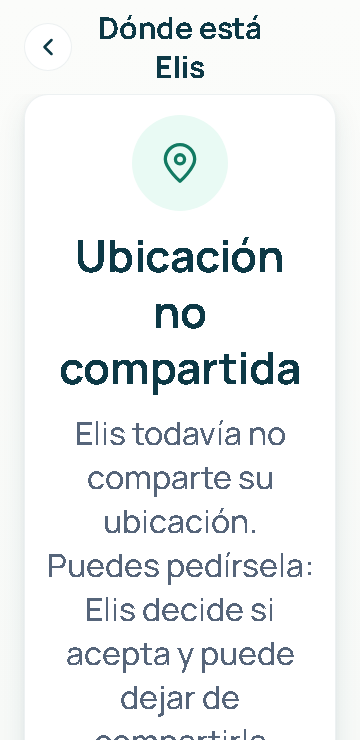 Dónde está
Elis
Ubicación
no
compartida
Elis todavía no
comparte su
ubicación.
Puedes pedírsela:
Elis decide si
acepta y puede
dejar de